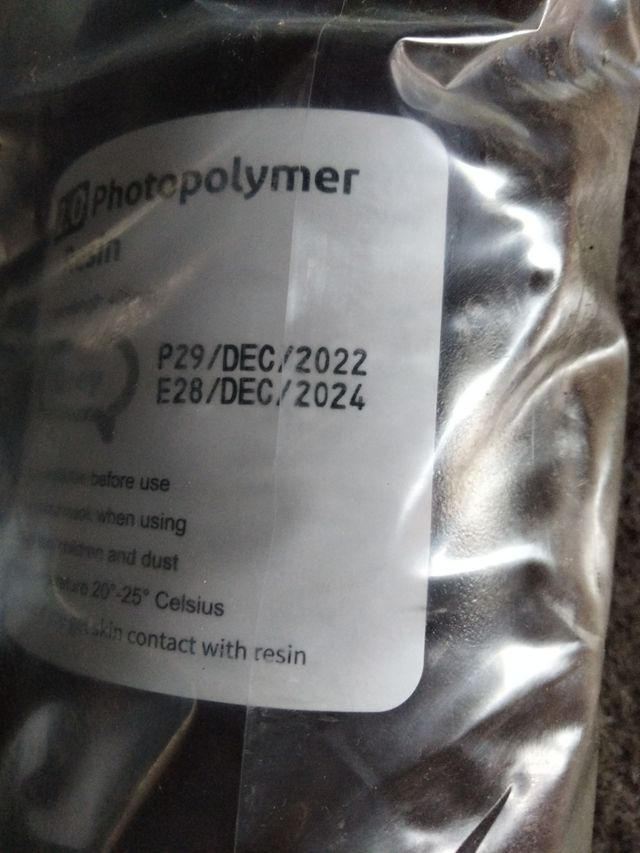 Photopolymer
Resin
P29/DEC/2022
E28/DEC/2024
before use
when using
children and dust
20°-25° Celsius
skin contact with resin